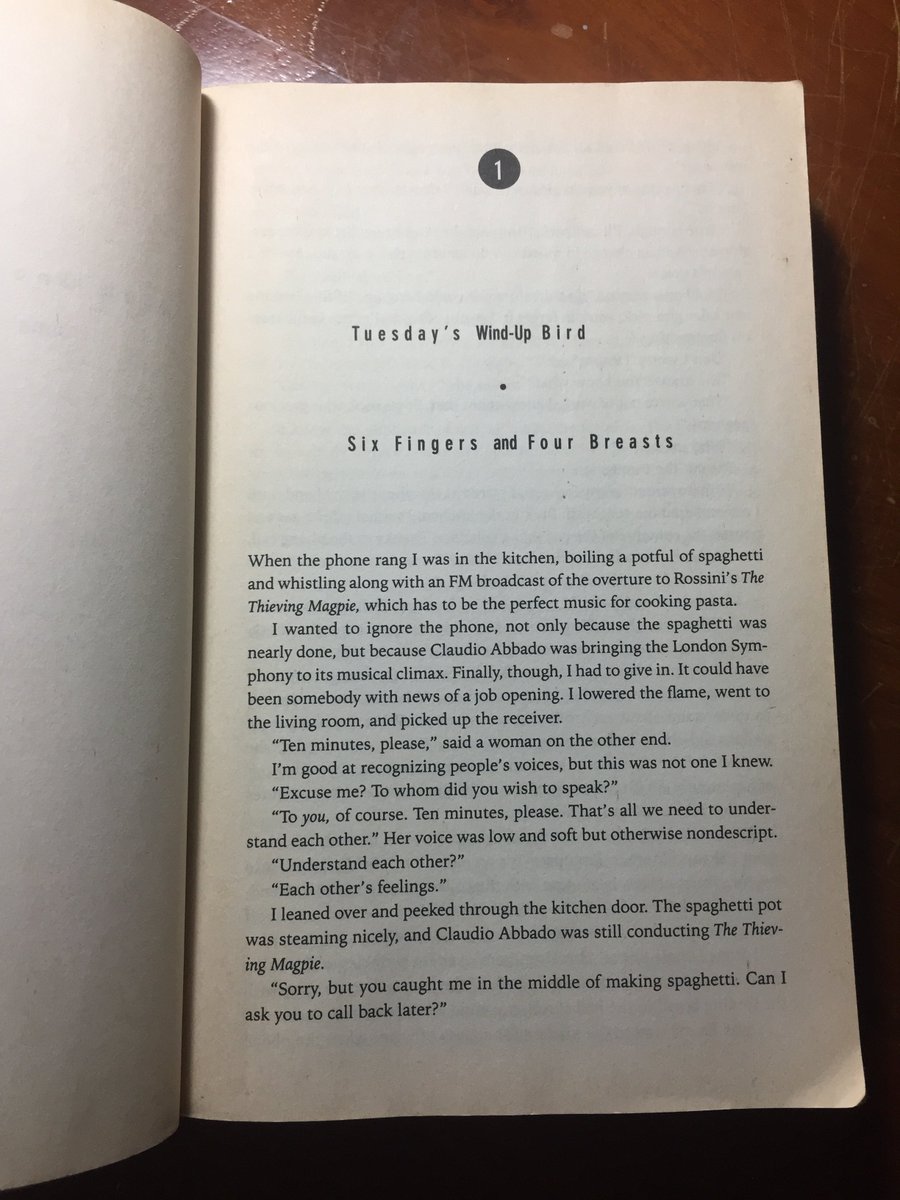 1
Tuesday's Wind-Up Bird
•
Six Fingers and Four Breasts
When the phone rang I was in the kitchen, boiling a potful of spaghetti
and whistling along with an FM broadcast of the overture to Rossini's The
Thieving Magpie, which has to be the perfect music for cooking pasta.
I wanted to ignore the phone, not only because the spaghetti was
nearly done, but because Claudio Abbado was bringing the London Sym-
phony to its musical climax. Finally, though, I had to give in. It could have
been somebody with news of a job opening. I lowered the flame, went to
the living room, and picked up the receiver.
“Ten minutes, please,” said a woman on the other end.
I'm good at recognizing people's voices, but this was not one I knew.
“Excuse me? To whom did you wish to speak?”
“To you, of course. Ten minutes, please. That's all we need to under-
stand each other.” Her voice was low and soft but otherwise nondescript.
“Understand each other?”
“Each other's feelings.”
I leaned over and peeked through the kitchen door. The spaghetti pot
was steaming nicely, and Claudio Abbado was still conducting The Thiev-
ing Magpie.
“Sorry, but you caught me in the middle of making spaghetti. Can I
ask you to call back later?”